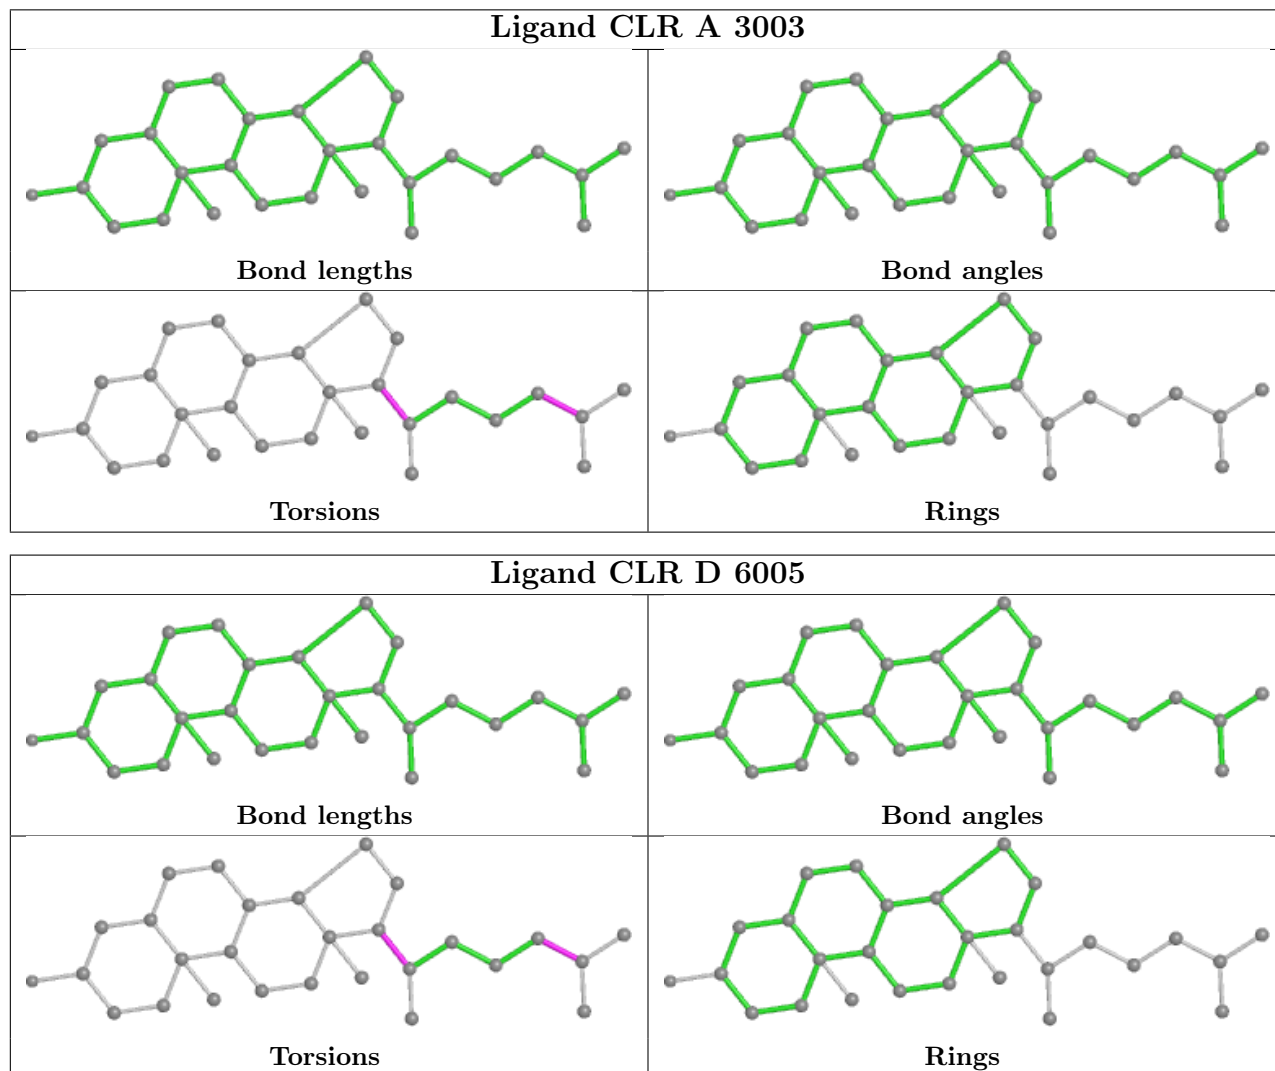 Ligand CLR A 3003
Bond lengths
Bond angles
Torsions
Rings
Ligand CLR D 6005
Bond lengths
Bond angles
Torsions
Rings